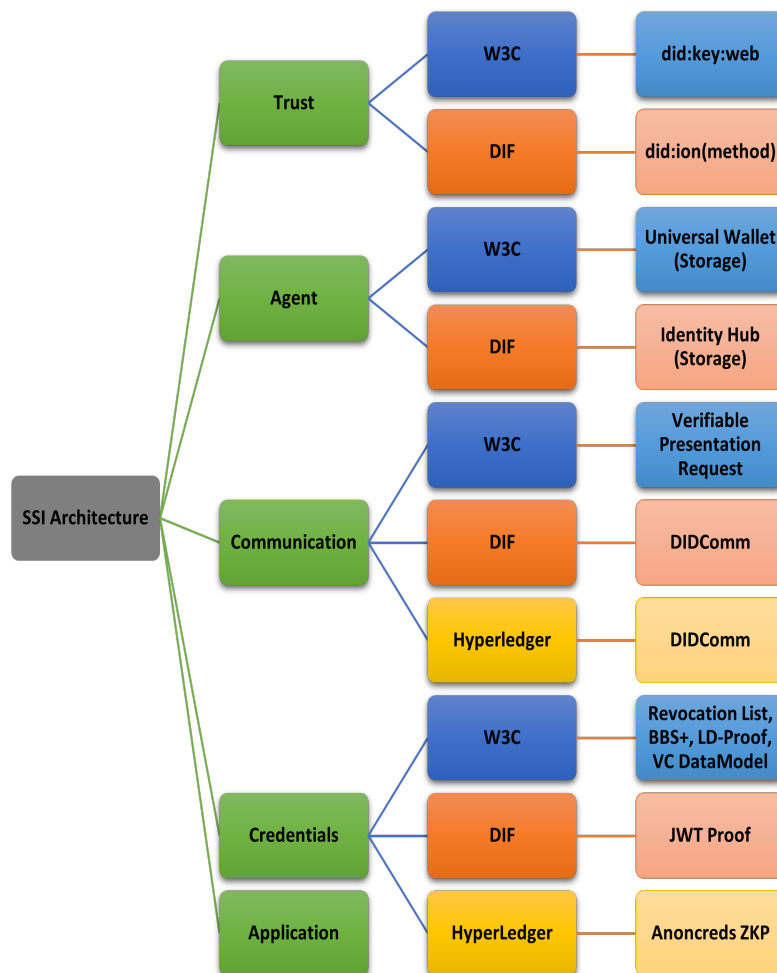 SSI Architecture
Trust
W3C
did:key:web
DIF
did:ion(method)
Agent
W3C
Universal Wallet
(Storage)
DIF
Identity Hub
(Storage)
Communication
W3C
Verifiable
Presentation
Request
DIF
DIDComm
Hyperledger
DIDComm
Credentials
W3C
Revocation List,
BBS+, LD-Proof,
VC DataModel
DIF
JWT Proof
HyperLedger
Anoncreds ZKP
Application